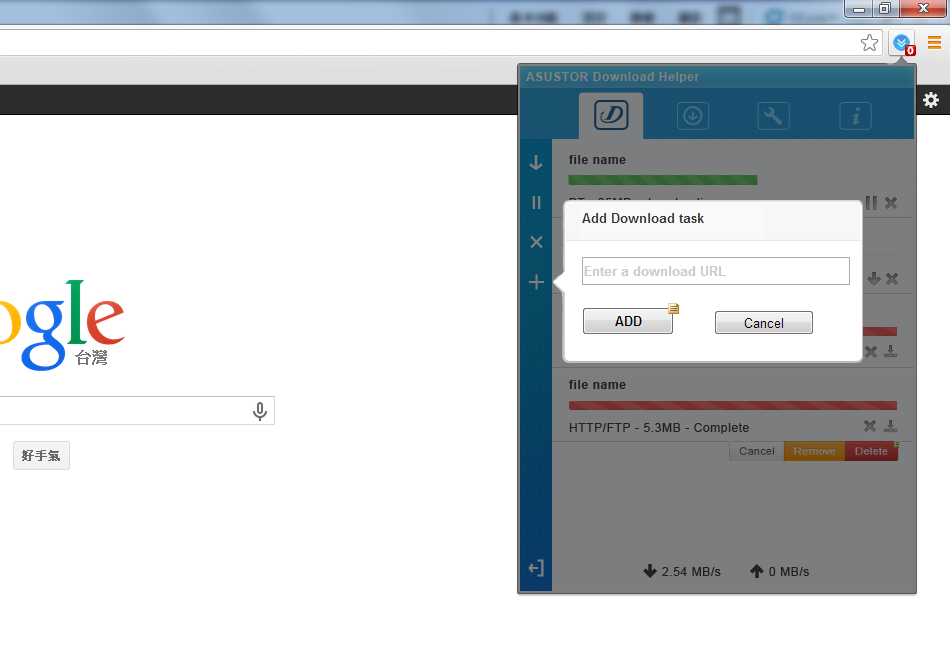 0
ASUSTOR Download Helper
file name
Add Download task
Enter a download URL
ADD
Cancel
ogle
台灣
file name
HTTP/FTP - 5.3MB - Complete
好手氣
Cancel
Remove
Delete
2.54 MB/s
0 MB/s